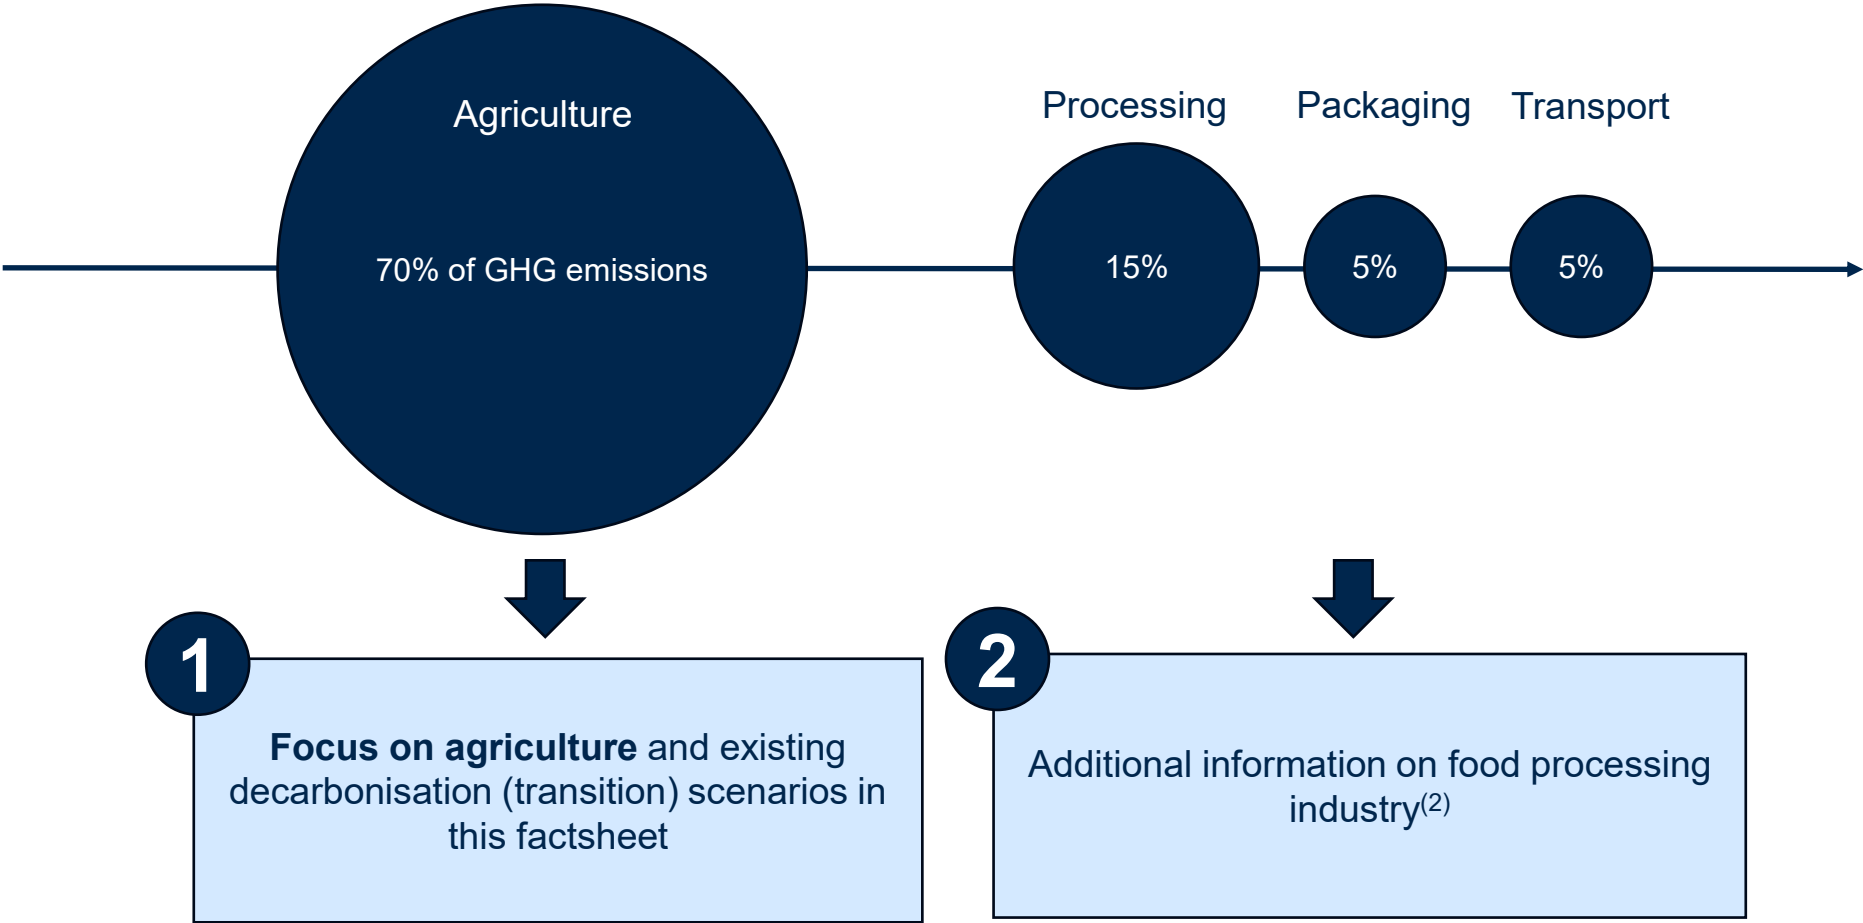 Agriculture
Processing
Packaging
Transport
70% of GHG emissions
15%
5%
5%
1
Focus on agriculture and existing
decarbonisation (transition) scenarios in
this factsheet
2
Additional information on food processing
industry(2)